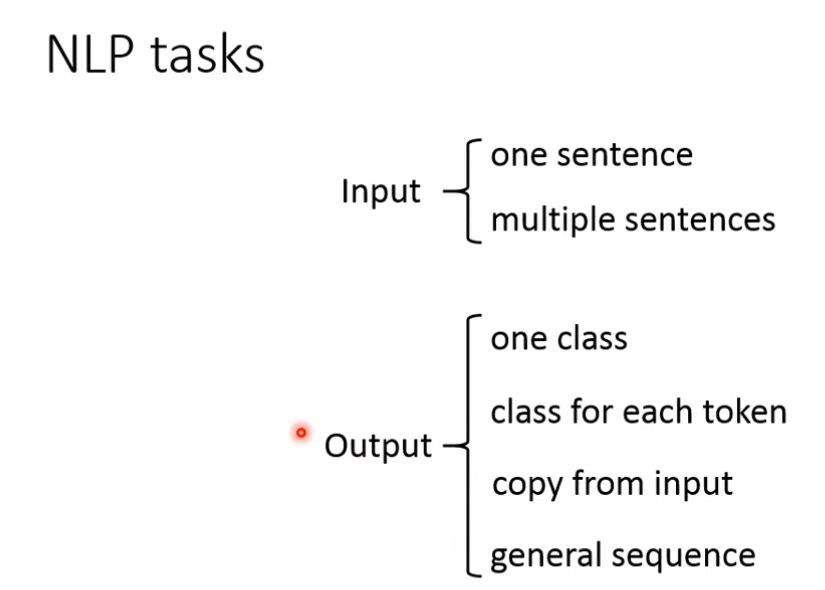 NLP tasks
Input
one sentence
multiple sentences
Output
one class
class for each token
copy from input
general sequence